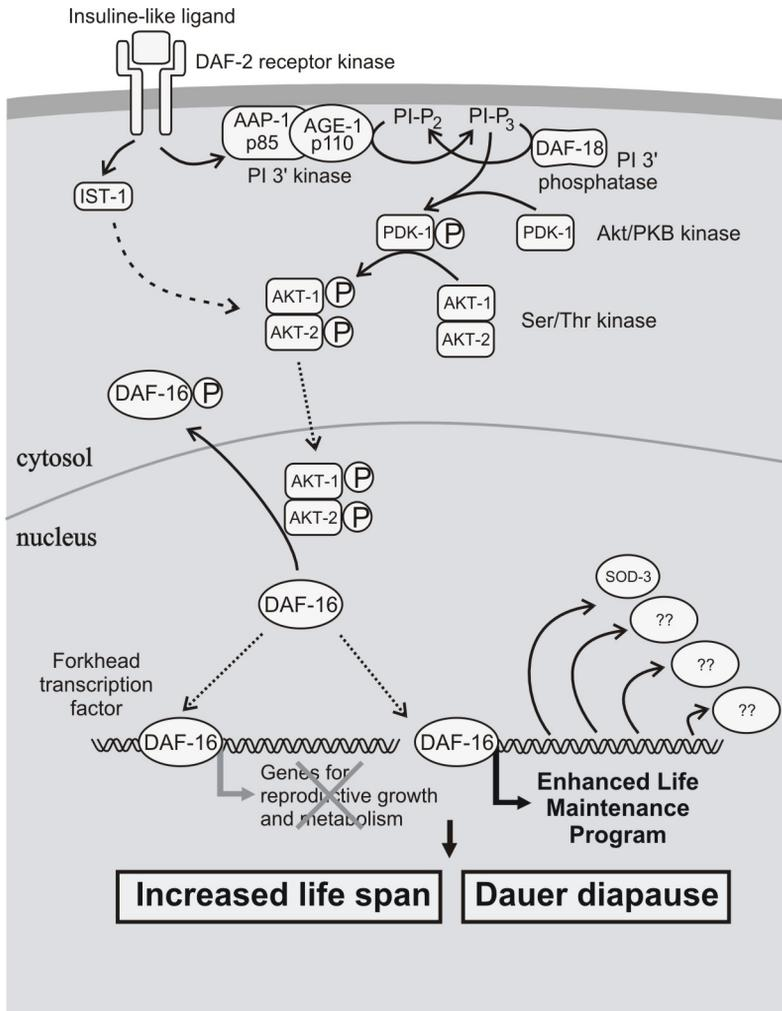 Insuline-like ligand
DAF-2 receptor kinase
AAP-1
p85
AGE-1
p110
PI-P2
PI-P3
DAF-18
PI 3'
phosphatase
PI 3' kinase
IST-1
PDK-1
P
PDK-1
Akt/PKB kinase
AKT-1
P
AKT-2
P
AKT-1
AKT-2
Ser/Thr kinase
DAF-16
P
cytosol
nucleus
AKT-1
P
AKT-2
P
DAF-16
SOD-3
??
??
??
Forkhead
transcription
factor
DAF-16
DAF-16
Genes for
reproductive growth
and metabolism
Enhanced Life
Maintenance
Program
Increased life span
Dauer diapause